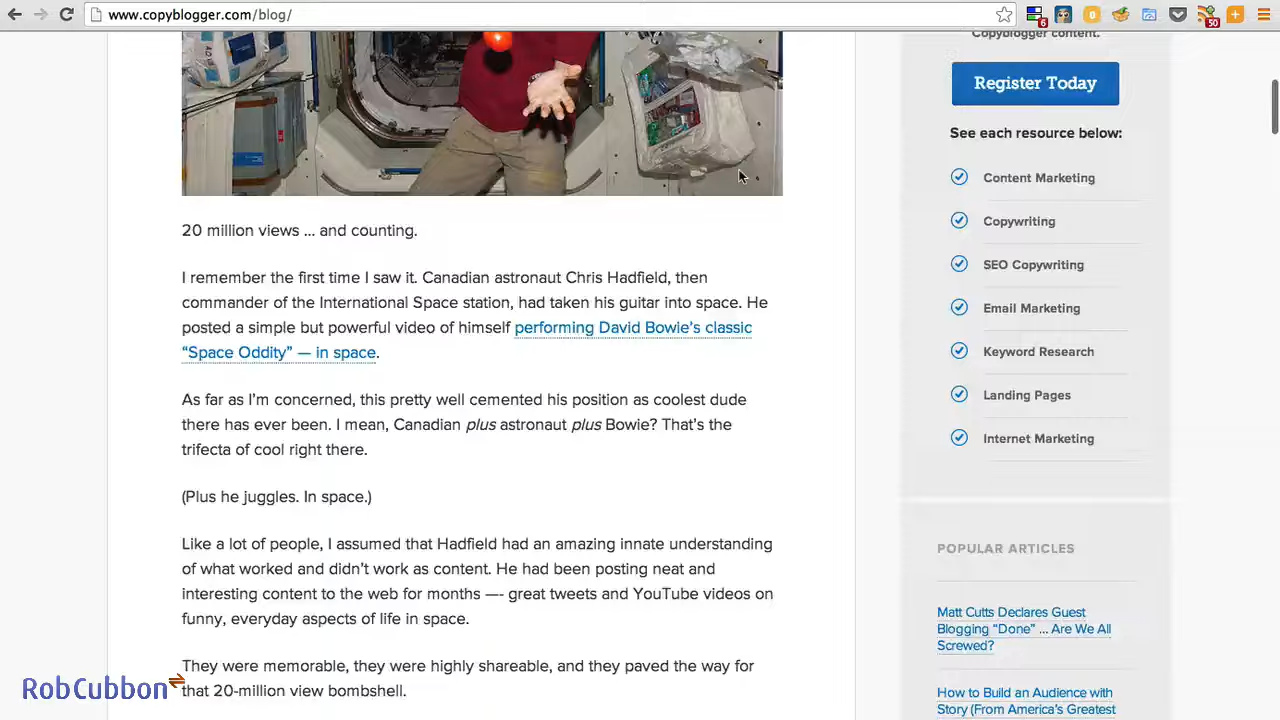 www.copyblogger.com/blog/
6
50
Copyblogger content.
Register Today
See each resource below:
Content Marketing
Copywriting
SEO Copywriting
Email Marketing
Keyword Research
Landing Pages
Internet Marketing
POPULAR ARTICLES
Matt Cutts Declares Guest
Blogging “Done” ... Are We All
Screwed?
How to Build an Audience with
Story (From America’s Greatest
20 million views ... and counting.
I remember the first time I saw it. Canadian astronaut Chris Hadfield, then
commander of the International Space station, had taken his guitar into space. He
posted a simple but powerful video of himself performing David Bowie’s classic
“Space Oddity” — in space.
As far as I’m concerned, this pretty well cemented his position as coolest dude
there has ever been. I mean, Canadian plus astronaut plus Bowie? That’s the
trifecta of cool right there.
(Plus he juggles. In space.)
Like a lot of people, I assumed that Hadfield had an amazing innate understanding
of what worked and didn’t work as content. He had been posting neat and
interesting content to the web for months —- great tweets and YouTube videos on
funny, everyday aspects of life in space.
They were memorable, they were highly shareable, and they paved the way for
that 20-million view bombshell.
RobCubbon